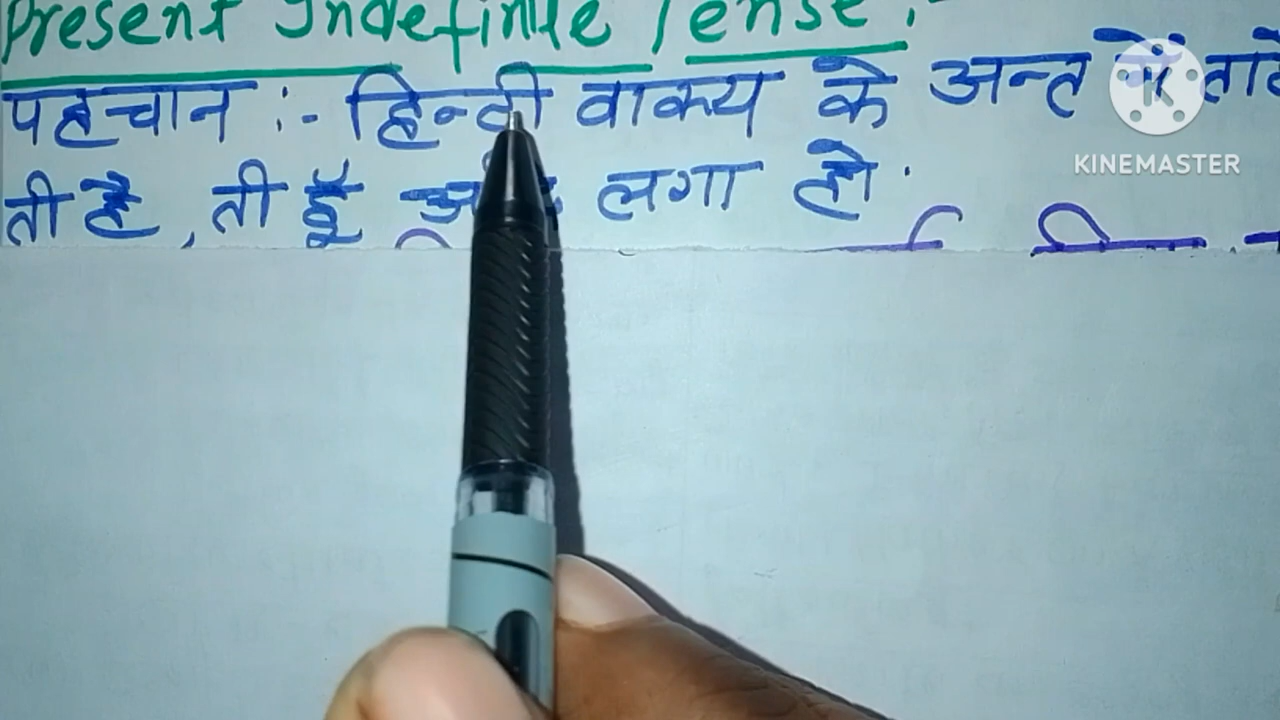 Present Indefinite Tense :-
पहचान :- हिन्दी वाक्य के अन्त में
ती है, ती हूँ लगा हो.
KINEMASTER